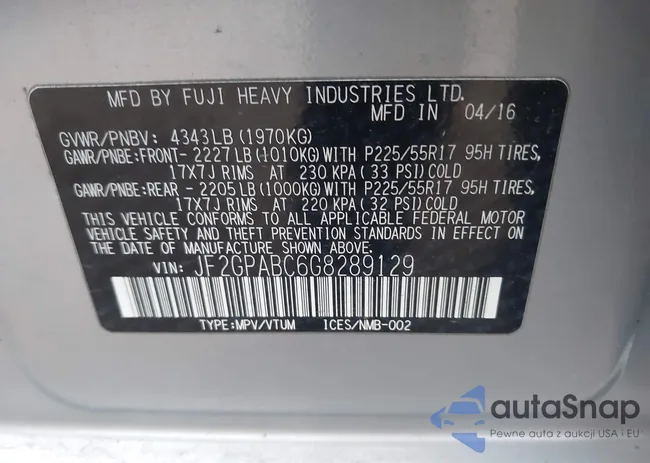 MFD BY FUJI HEAVY INDUSTRIES LTD.
MFD IN 04/16
GVWR/PNBV: 4343LB (1970KG)
GAWR/PNBE:FRONT- 2227LB (1010KG) WITH P225/55R17 95H TIRES,
17X7J RIMS AT 230 KPA (33 PSI) COLD
GAWR/PNBE:REAR - 2205LB (1000KG) WITH P225/55R17 95H TIRES,
17X7J RIMS AT 220 KPA (32 PSI) COLD
THIS VEHICLE CONFORMS TO ALL APPLICABLE FEDERAL MOTOR
VEHICLE SAFETY AND THEFT PREVENTION STANDARDS IN EFFECT
ON THE DATE OF MANUFACTURE SHOWN ABOVE.
VIN: JF2GPABC6G8289129
TYPE:MPV/VTUM ICES/NMB-002
autaSnap
Pewne auta z aukcji USA i EU